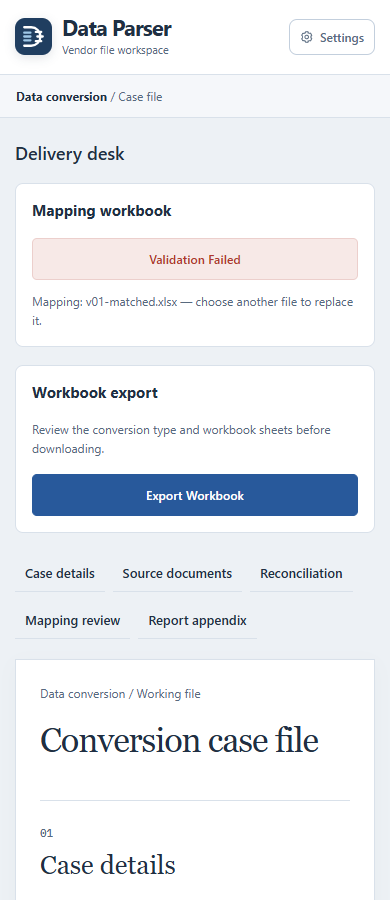 Data Parser
Vendor file workspace
Settings
Data conversion / Case file
Delivery desk
Mapping workbook
Validation Failed
Mapping: v01-matched.xlsx — choose another file to replace
it.
Workbook export
Review the conversion type and workbook sheets before
downloading.
Export Workbook
Case details
Source documents
Reconciliation
Mapping review
Report appendix
Data conversion / Working file
Conversion case file
01
Case details